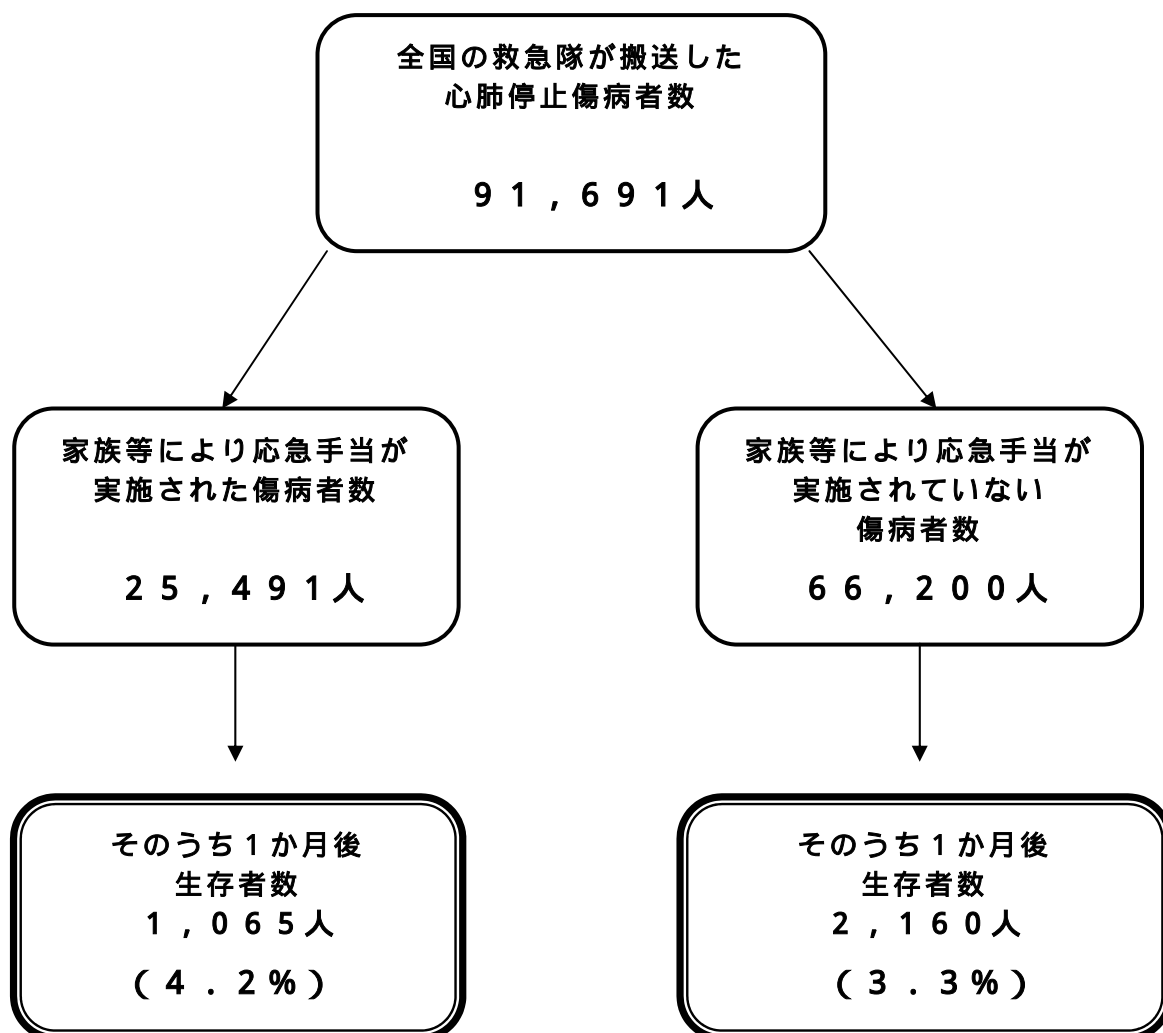 全国の救急隊が搬送した
心肺停止傷病者数
９１，６９１人
家族等により応急手当が
実施された傷病者数
２５，４９１人
家族等により応急手当が
実施されていない
傷病者数
６６，２００人
そのうち１か月後
生存者数
１，０６５人
（４．２％）
そのうち１か月後
生存者数
２，１６０人
（３．３％）